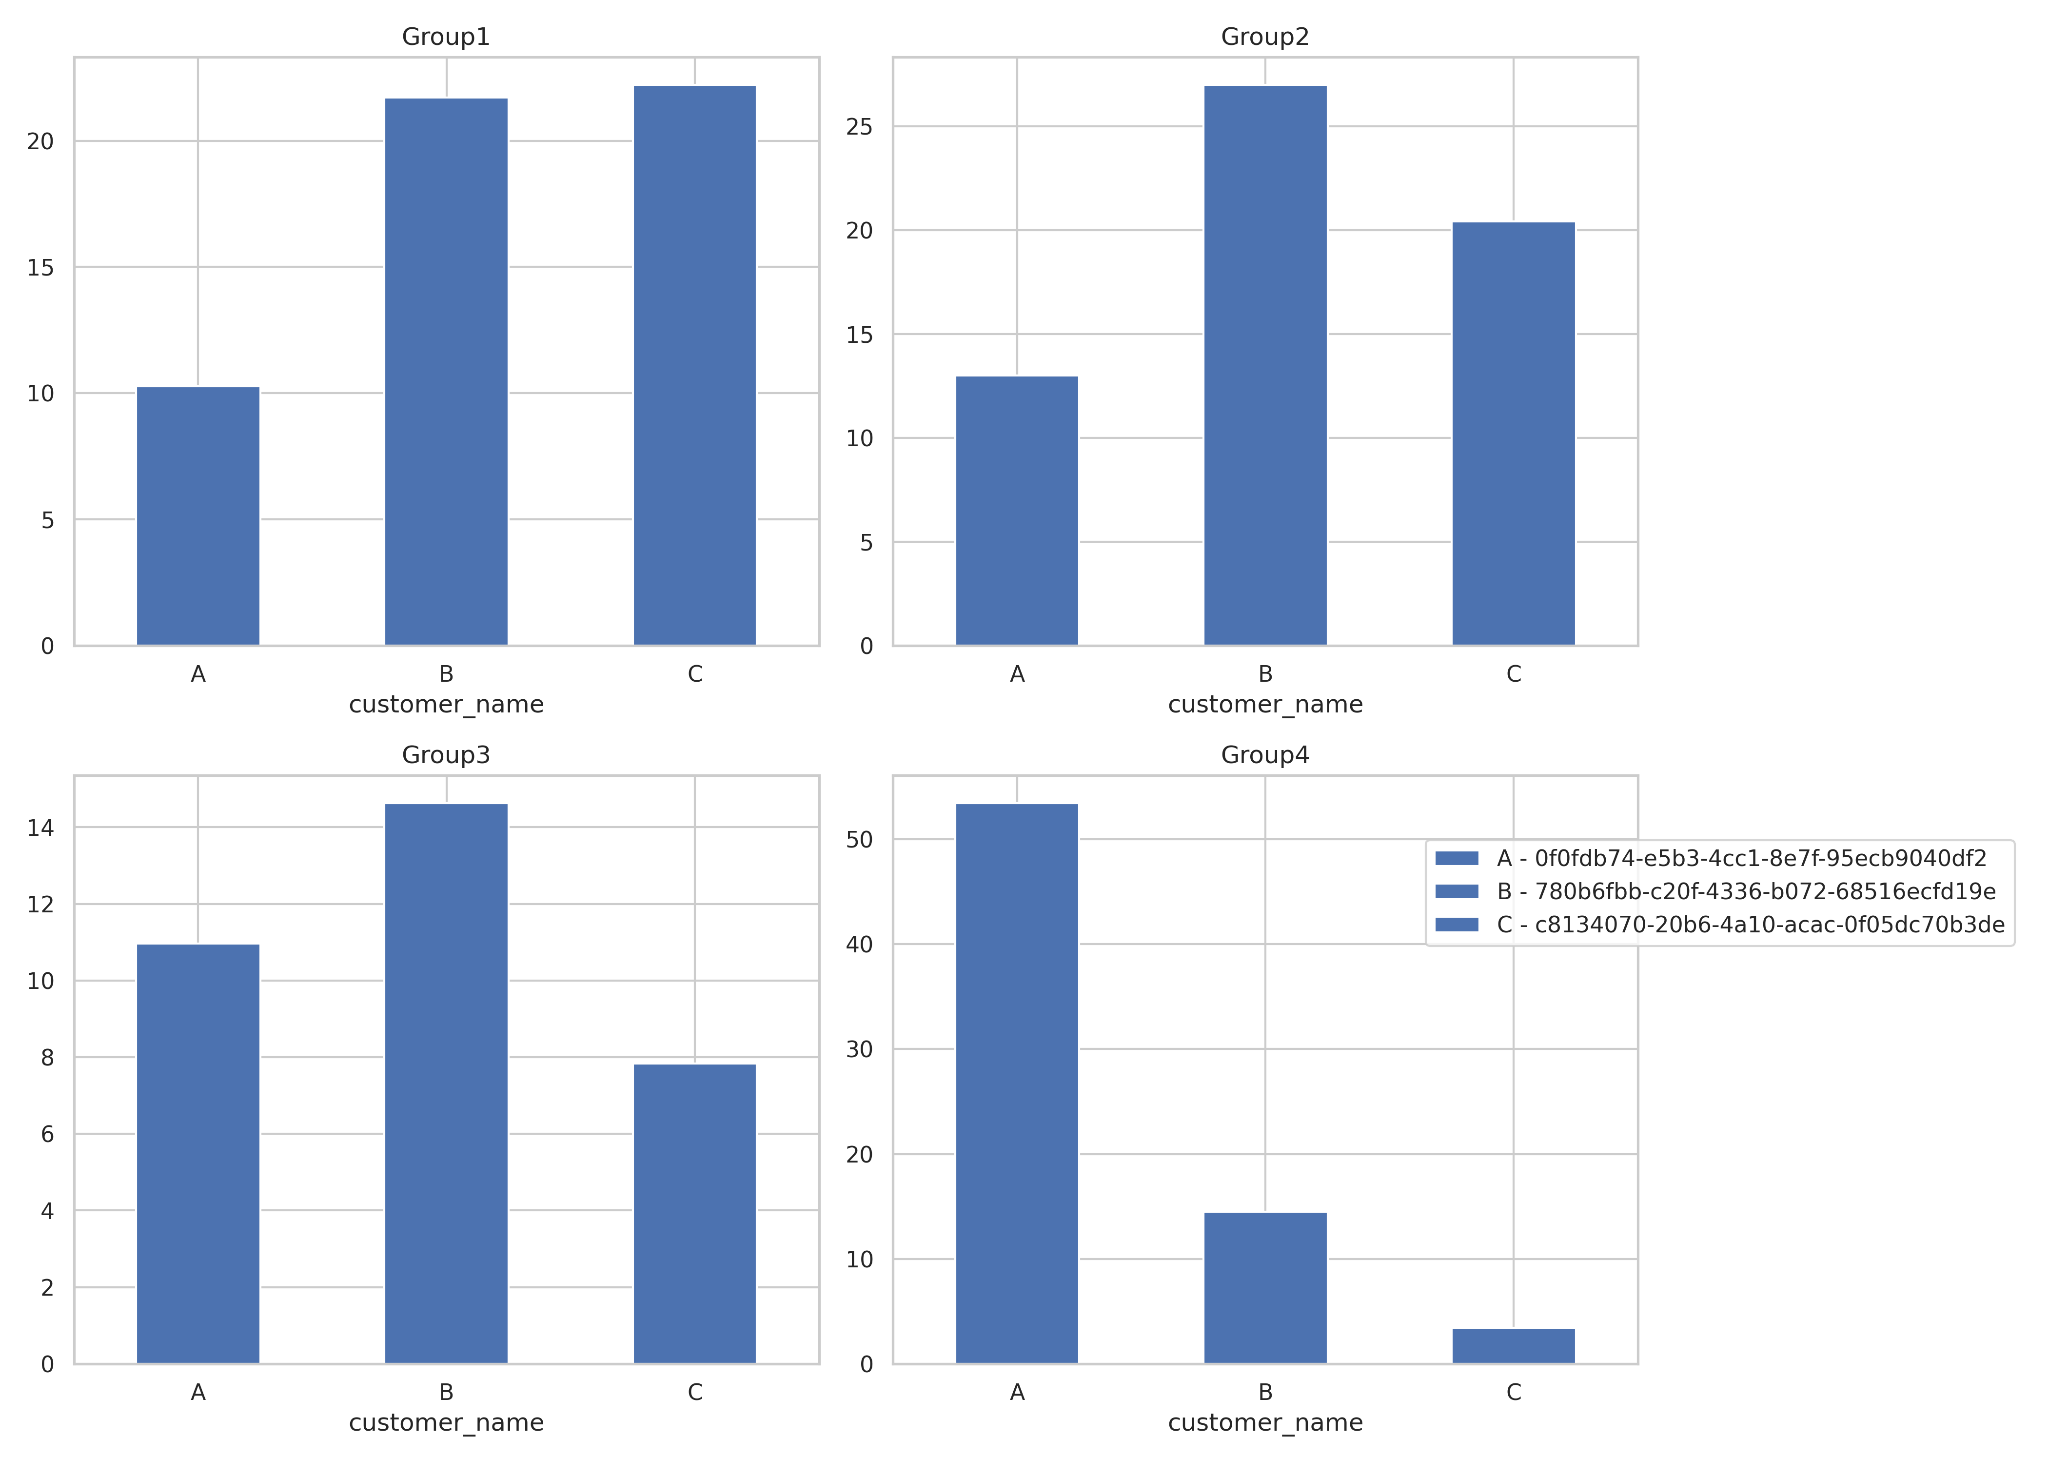 Group1
20
15
10
5
0
A B C
customer_name
Group2
25
20
15
10
5
0
A B C
customer_name
Group3
14
12
10
8
6
4
2
0
A B C
customer_name
Group4
50
40
30
20
10
0
A B C
customer_name
A - 0f0fdb74-e5b3-4cc1-8e7f-95ecb9040df2
B - 780b6fbb-c20f-4336-b072-68516ecfd19e
C - c8134070-20b6-4a10-acac-0f05dc70b3de